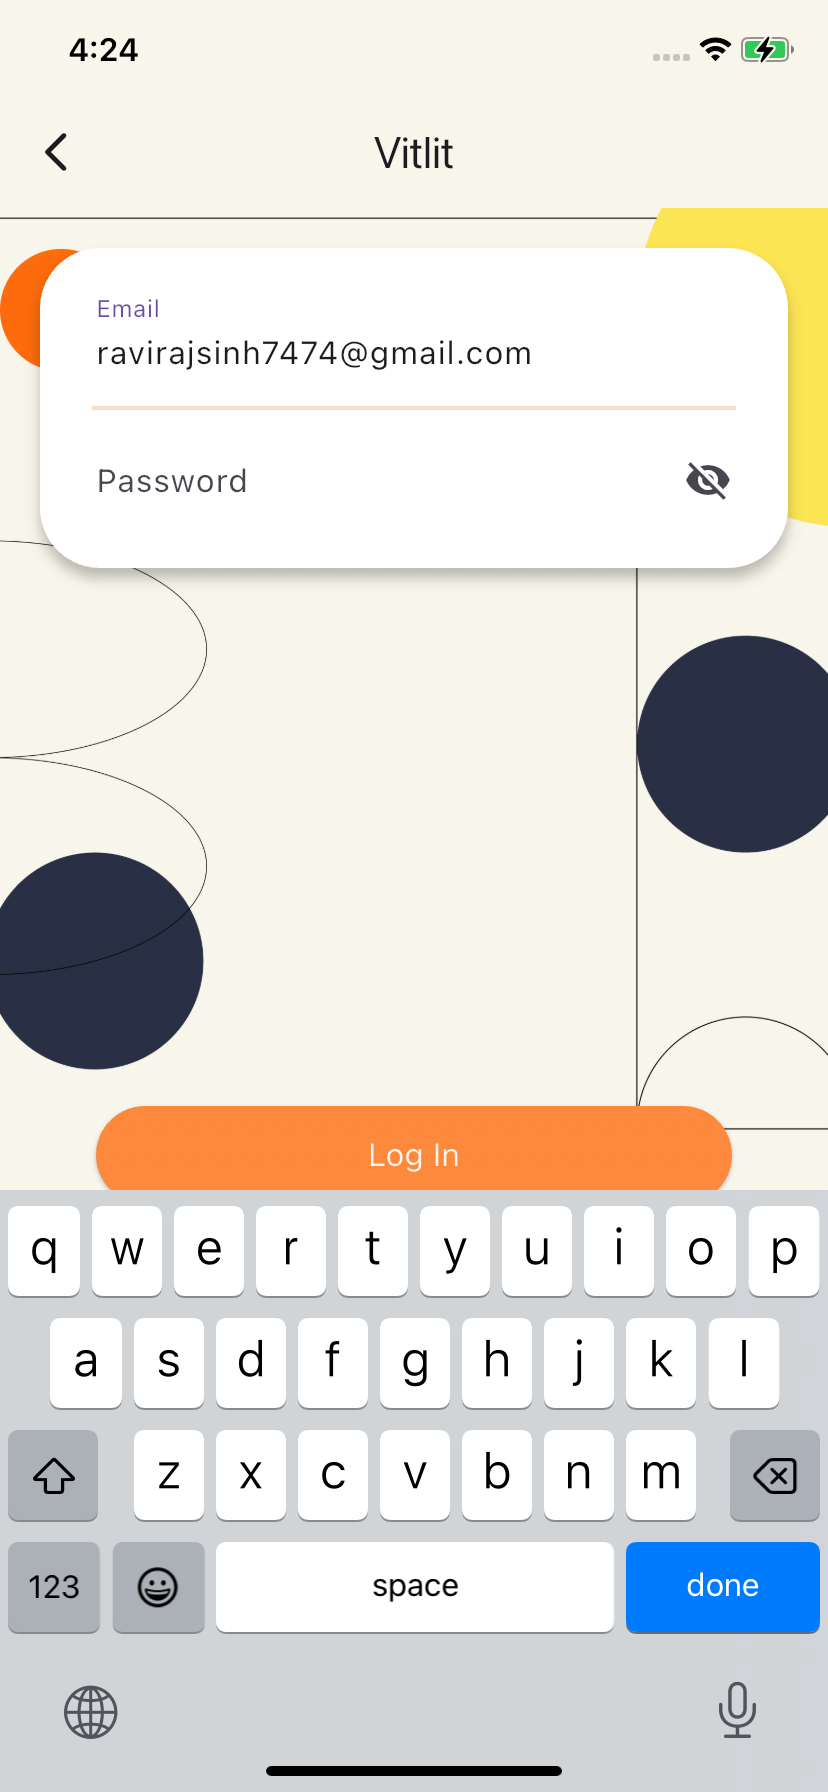 4:24
Vitlit
Email
ravirajsinh7474@gmail.com
Password
Log In
q w e r t y u i o p
a s d f g h j k l
z x c v b n m
123 space done